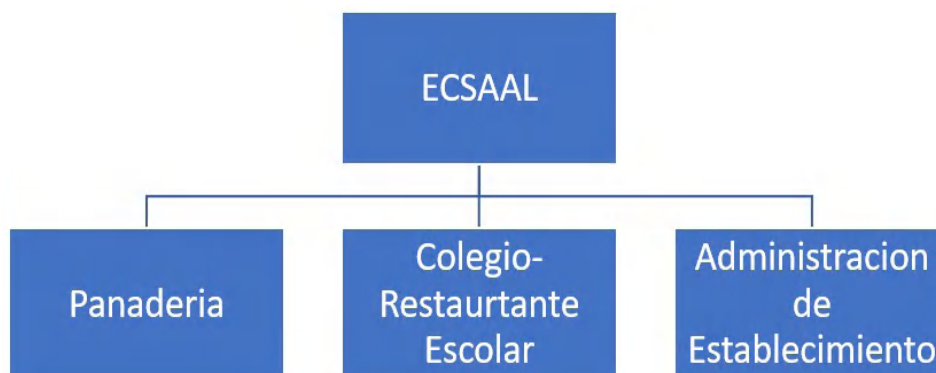 ECSAAL
Panaderia
Colegio-
Restaurtante
Escolar
Administracion
de
Establecimiento